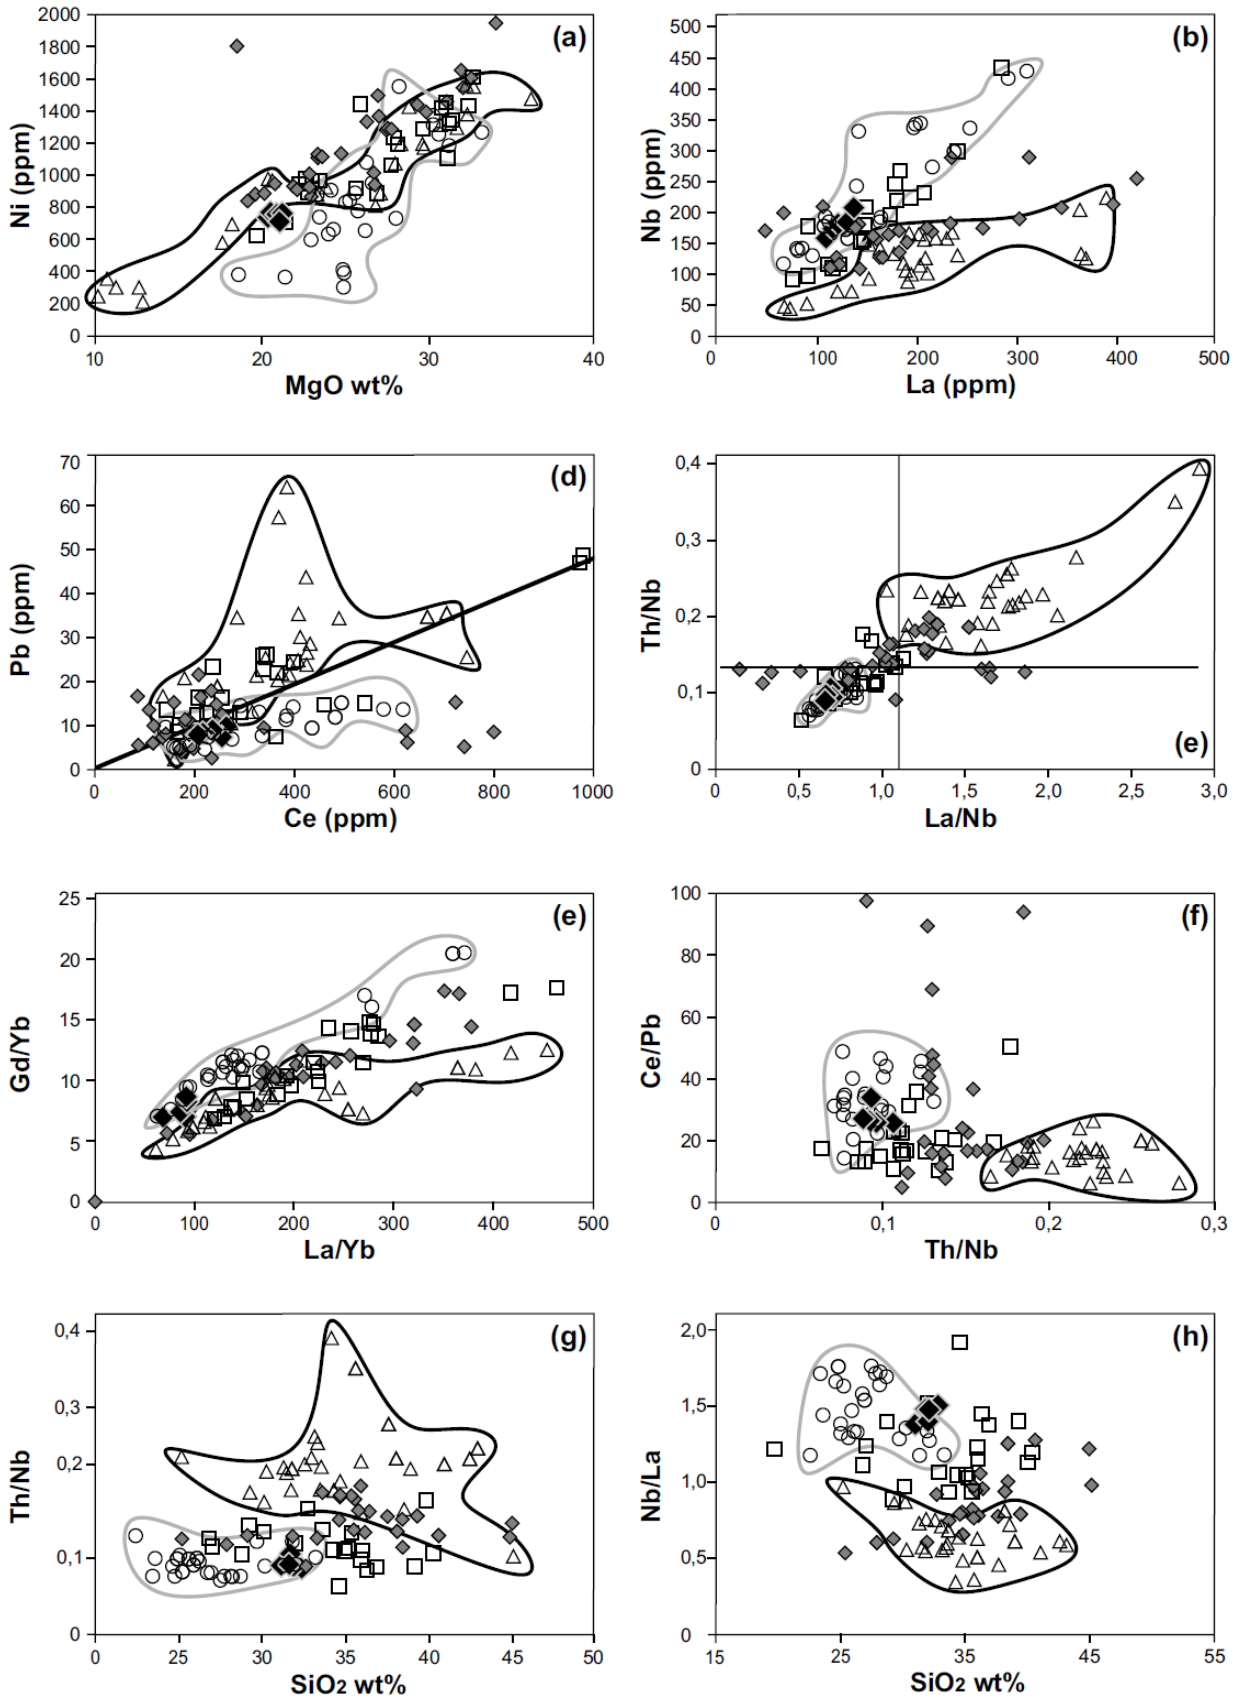 (a)
Ni (ppm)
2000
1800
1600
1400
1200
1000
800
600
400
200
0
10 20 30 40
MgO wt%
(b)
Nb (ppm)
500
450
400
350
300
250
200
150
100
50
0
0 100 200 300 400 500
La (ppm)
(d)
Pb (ppm)
70
60
50
40
30
20
10
0
0 200 400 600 800 1000
Ce (ppm)
(e)
Th/Nb
0,4
0,3
0,2
0,1
0
0 0,5 1,0 1,5 2,0 2,5 3,0
La/Nb
(e)
Gd/Yb
25
20
15
10
5
0
0 100 200 300 400 500
La/Yb
(f)
Ce/Pb
100
80
60
40
20
0
0 0,1 0,2 0,3
Th/Nb
(g)
Th/Nb
0,4
0,3
0,2
0,1
0
0 25 30 35 40 45 50
SiO2 wt%
(h)
Nb/La
2,0
1,5
1,0
0,5
0
15 25 35 45 55
SiO2 wt%